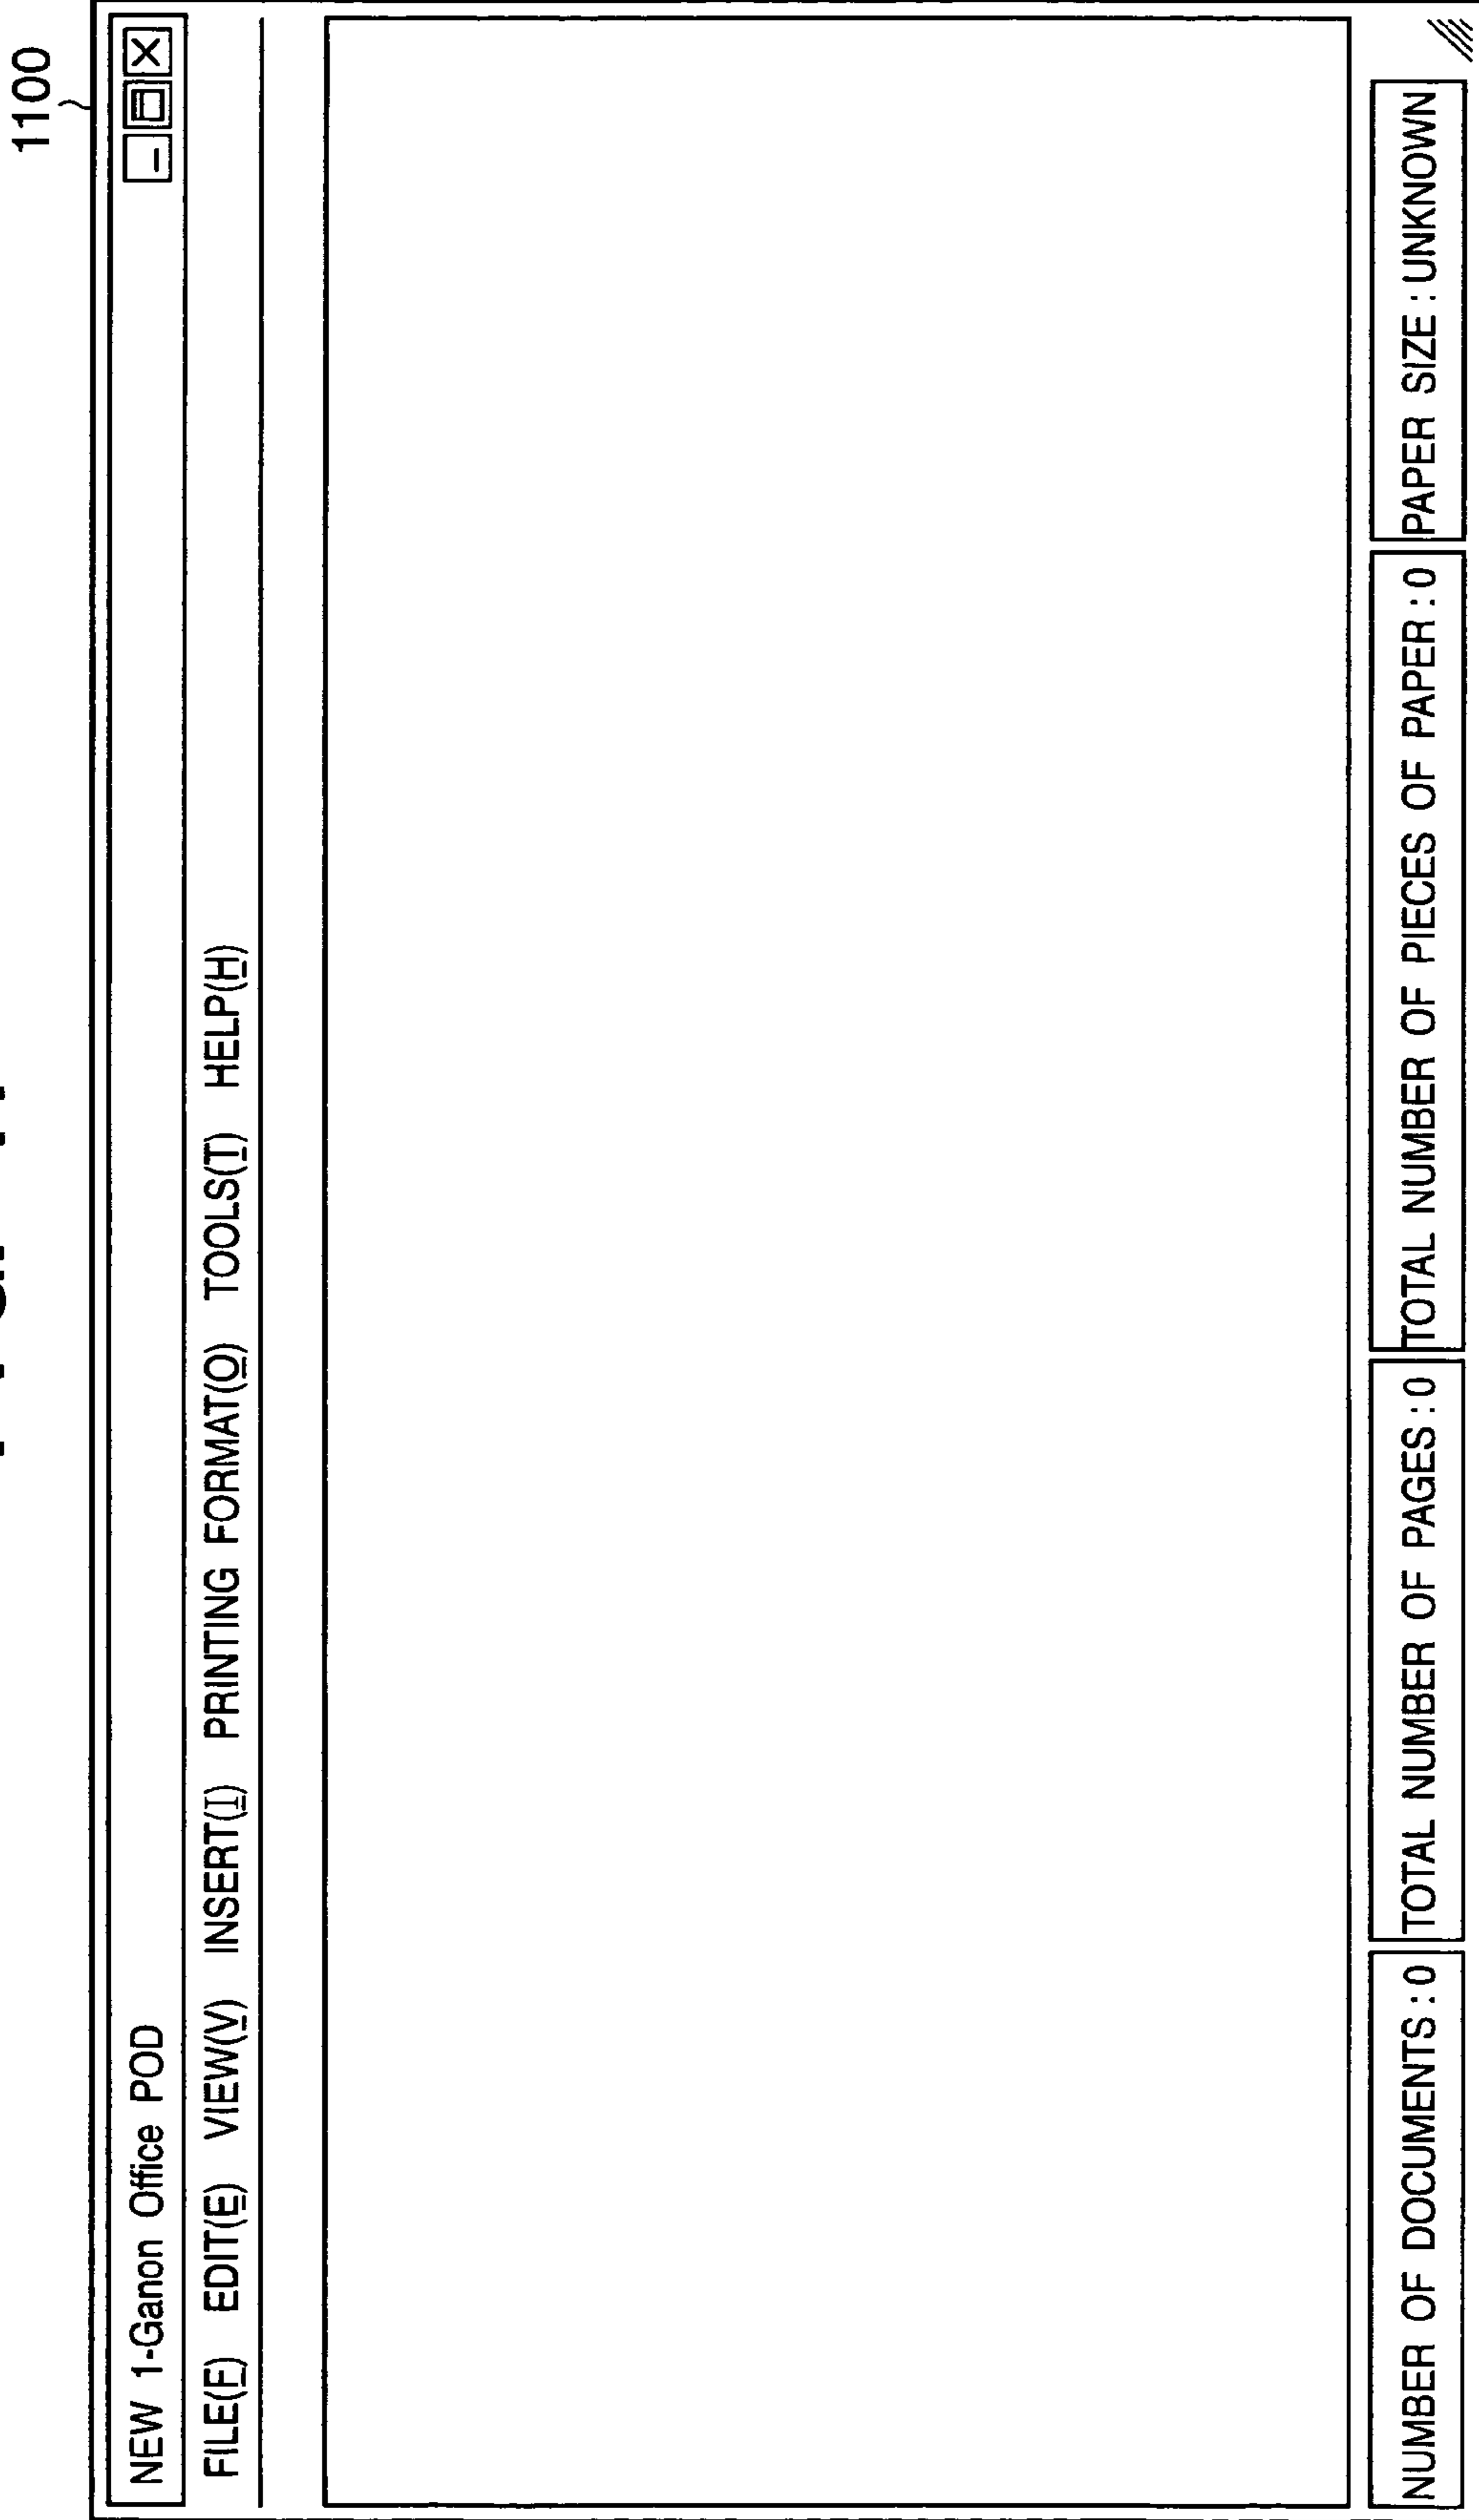 1100
NEW 1-Ganon Office POD
FILE(F) EDIT(E) VIEW(V) INSERT(I) PRINTING FORMAT(O) TOOLS(T) HELP(H)
NUMBER OF DOCUMENTS:0 TOTAL NUMBER OF PAGES:0 TOTAL NUMBER OF PIECES OF PAPER:0 PAPER SIZE:UNKNOWN